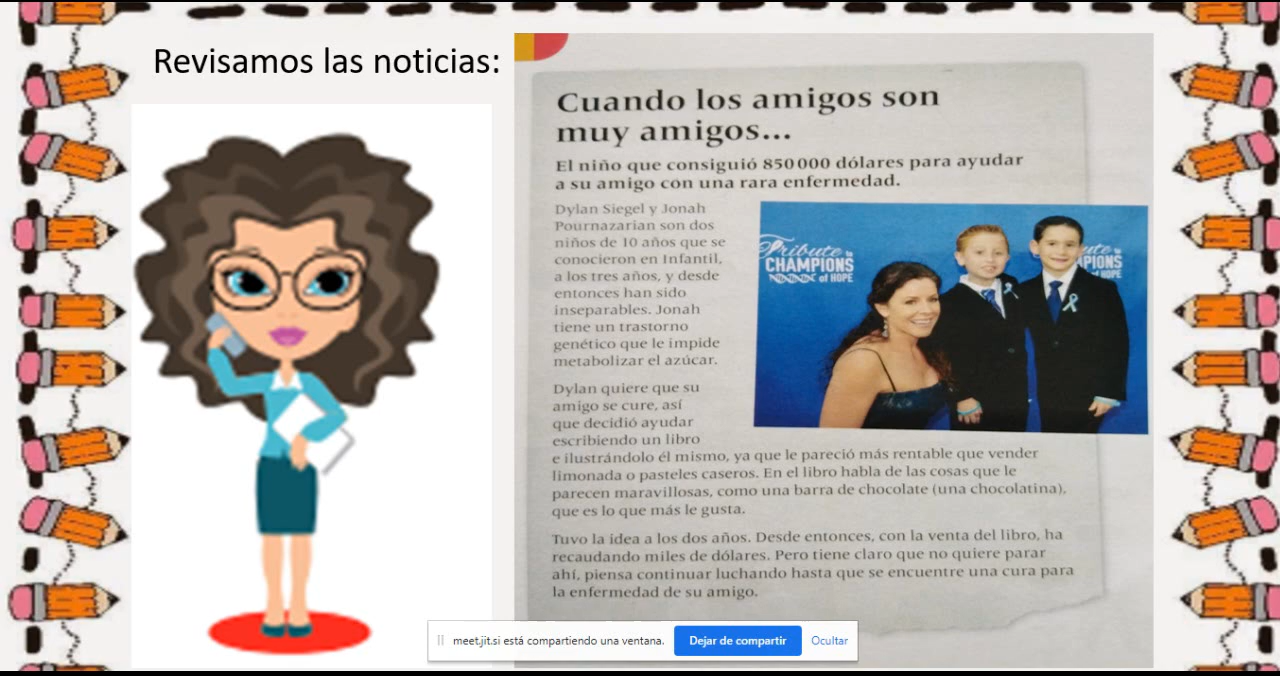 Revisamos las noticias:
Cuando los amigos son
muy amigos...
El niño que consiguió 850 000 dólares para ayudar
a su amigo con una rara enfermedad.
Dylan Siegel y Jonah
Pournazarian son dos
niños de 10 años que se
conocieron en Infantil,
a los tres años, y desde
entonces han sido
inseparables. Jonah
tiene un trastorno
genético que le impide
metabolizar el azúcar.
Dylan quiere que su
amigo se cure, así
que decidió ayudar
escribiendo un libro
e ilustrándolo él mismo, ya que le pareció más rentable que vender
limonada o pasteles caseros. En el libro habla de las cosas que le
parecen maravillosas, como una barra de chocolate (una chocolatina),
que es lo que más le gusta.
Tuvo la idea a los dos años. Desde entonces, con la venta del libro, ha
recaudando miles de dólares. Pero tiene claro que no quiere parar
ahí, piensa continuar luchando hasta que se encuentre una cura para
la enfermedad de su amigo.
Tribute to
CHAMPIONS
of HOPE
ute to
PIONS
of HOPE
meet.jit.si está compartiendo una ventana.
Dejar de compartir
Ocultar